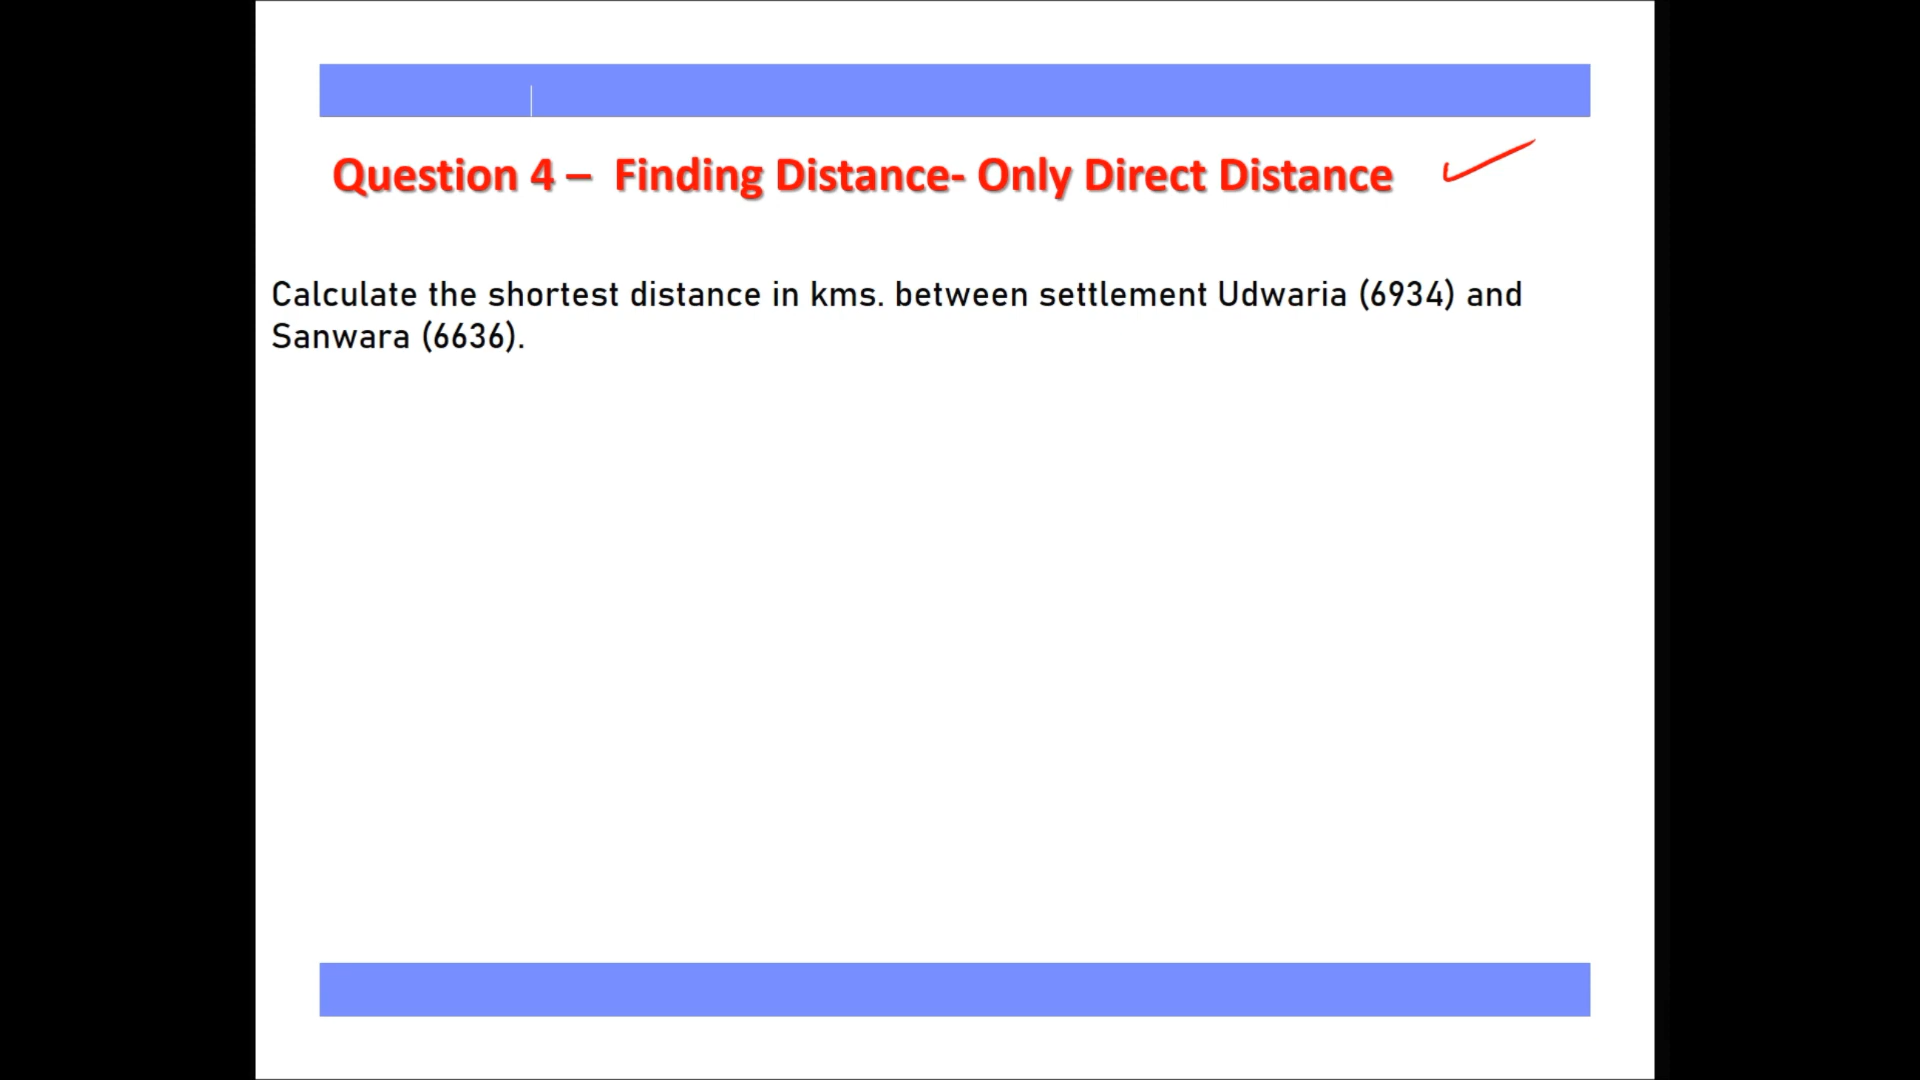 Question 4 – Finding Distance- Only Direct Distance
Calculate the shortest distance in kms. between settlement Udwaria (6934) and
Sanwara (6636).